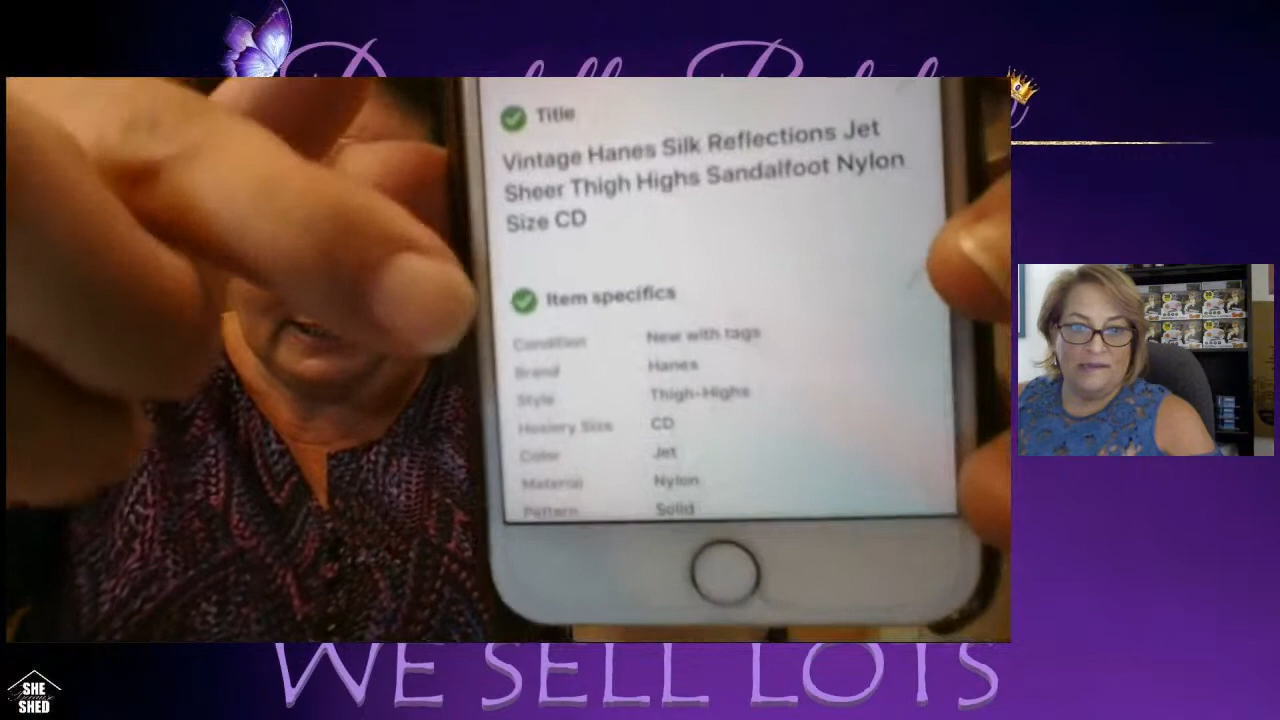 Title
Vintage Hanes Silk Reflections Jet
Sheer Thigh Highs Sandalfoot Nylon
Size CD
Item specifics
Condition New with tags
Brand Hanes
Style Thigh-Highs
Hosiery Size CD
Color Jet
Material Nylon
Pattern Solid
WE SELL LOTS
SHE
because
SHED